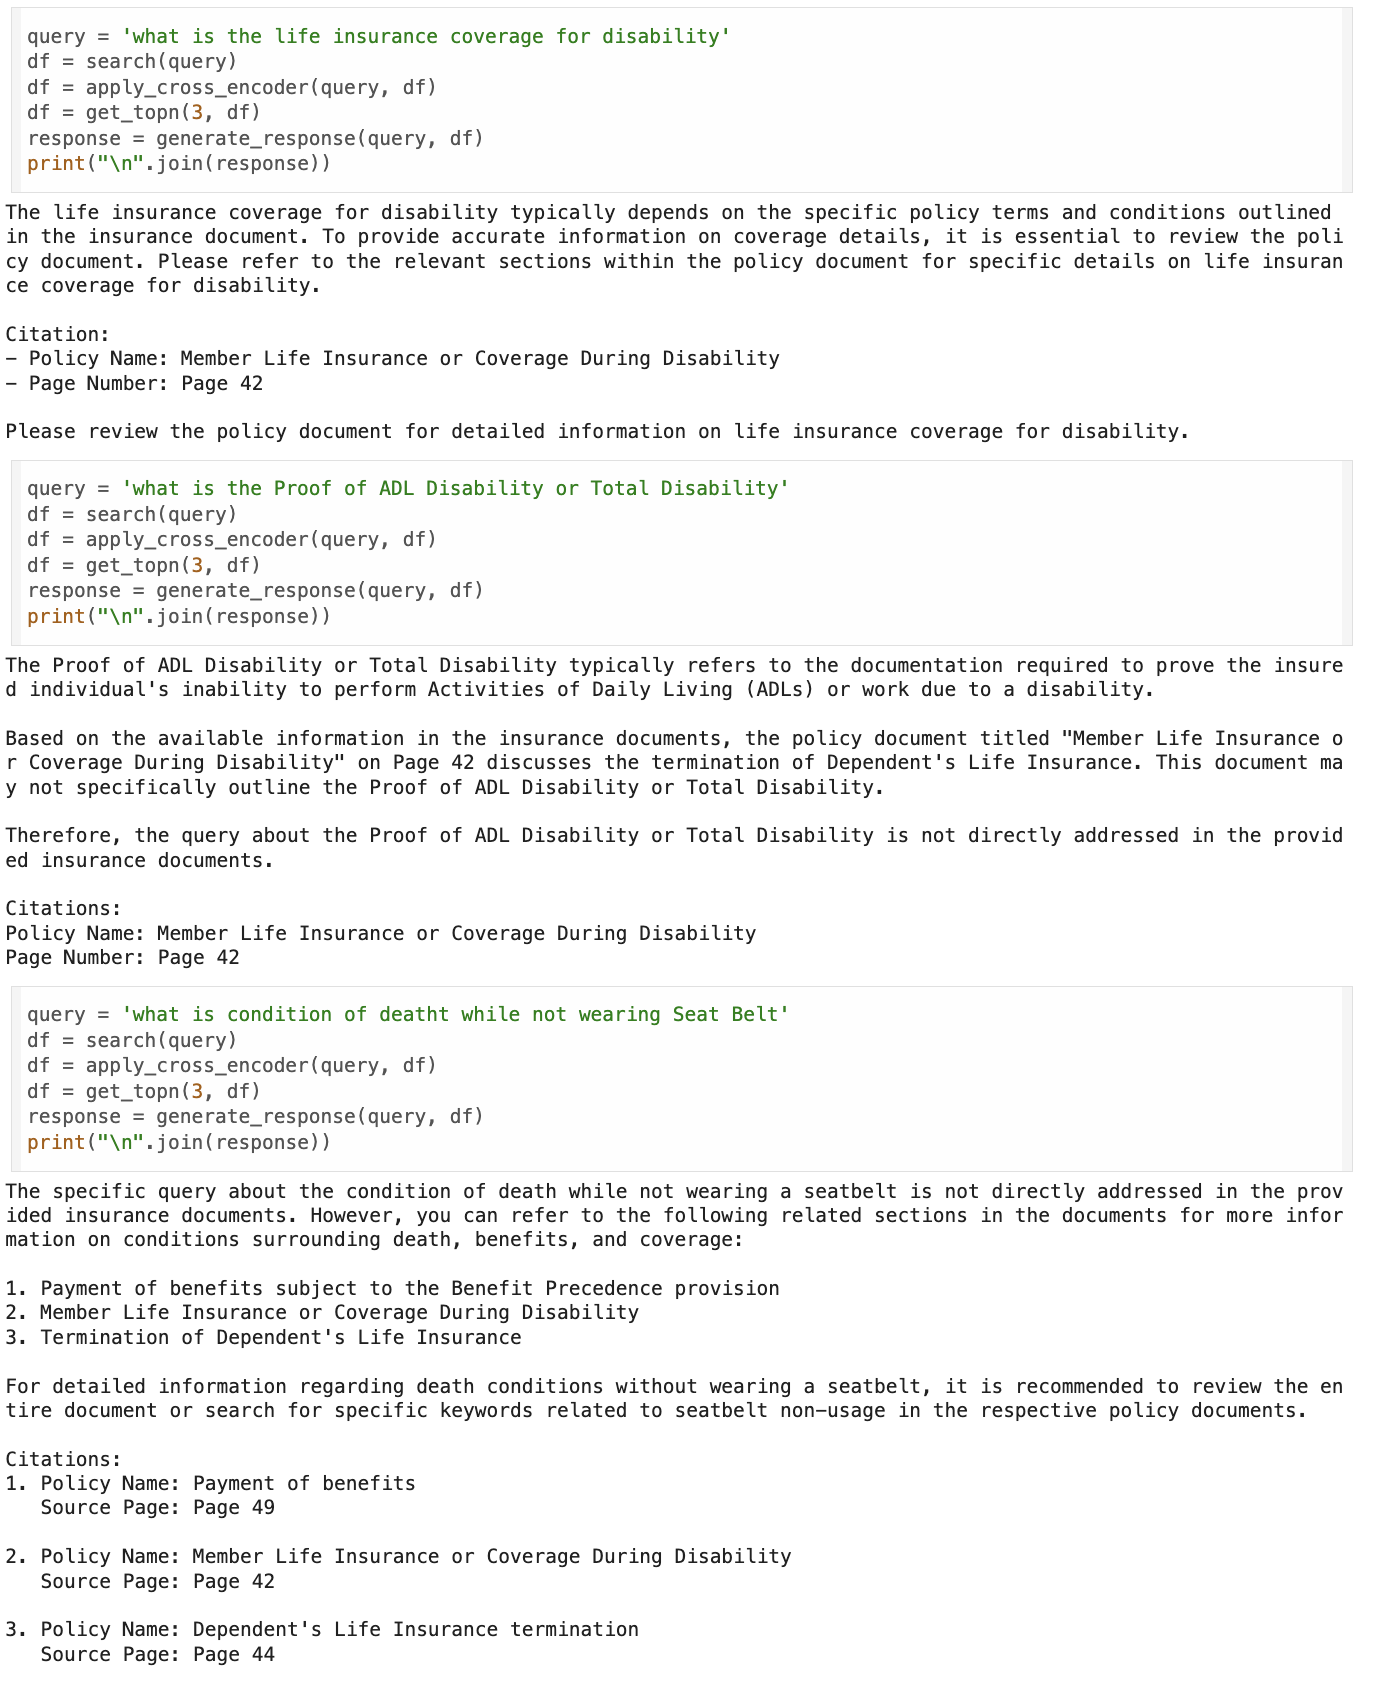 query = 'what is the life insurance coverage for disability'
df = search(query)
df = apply_cross_encoder(query, df)
df = get_topn(3, df)
response = generate_response(query, df)
print("\n".join(response))
The life insurance coverage for disability typically depends on the specific policy terms and conditions outlined
in the insurance document. To provide accurate information on coverage details, it is essential to review the poli
cy document. Please refer to the relevant sections within the policy document for specific details on life insuran
ce coverage for disability.
Citation:
– Policy Name: Member Life Insurance or Coverage During Disability
– Page Number: Page 42
Please review the policy document for detailed information on life insurance coverage for disability.
query = 'what is the Proof of ADL Disability or Total Disability'
df = search(query)
df = apply_cross_encoder(query, df)
df = get_topn(3, df)
response = generate_response(query, df)
print("\n".join(response))
The Proof of ADL Disability or Total Disability typically refers to the documentation required to prove the insure
d individual's inability to perform Activities of Daily Living (ADLs) or work due to a disability.
Based on the available information in the insurance documents, the policy document titled "Member Life Insurance o
r Coverage During Disability" on Page 42 discusses the termination of Dependent's Life Insurance. This document ma
y not specifically outline the Proof of ADL Disability or Total Disability.
Therefore, the query about the Proof of ADL Disability or Total Disability is not directly addressed in the provid
ed insurance documents.
Citations:
Policy Name: Member Life Insurance or Coverage During Disability
Page Number: Page 42
query = 'what is condition of deatht while not wearing Seat Belt'
df = search(query)
df = apply_cross_encoder(query, df)
df = get_topn(3, df)
response = generate_response(query, df)
print("\n".join(response))
The specific query about the condition of death while not wearing a seatbelt is not directly addressed in the prov
ided insurance documents. However, you can refer to the following related sections in the documents for more infor
mation on conditions surrounding death, benefits, and coverage:
1. Payment of benefits subject to the Benefit Precedence provision
2. Member Life Insurance or Coverage During Disability
3. Termination of Dependent's Life Insurance
For detailed information regarding death conditions without wearing a seatbelt, it is recommended to review the en
tire document or search for specific keywords related to seatbelt non-usage in the respective policy documents.
Citations:
1. Policy Name: Payment of benefits
Source Page: Page 49
2. Policy Name: Member Life Insurance or Coverage During Disability
Source Page: Page 42
3. Policy Name: Dependent's Life Insurance termination
Source Page: Page 44